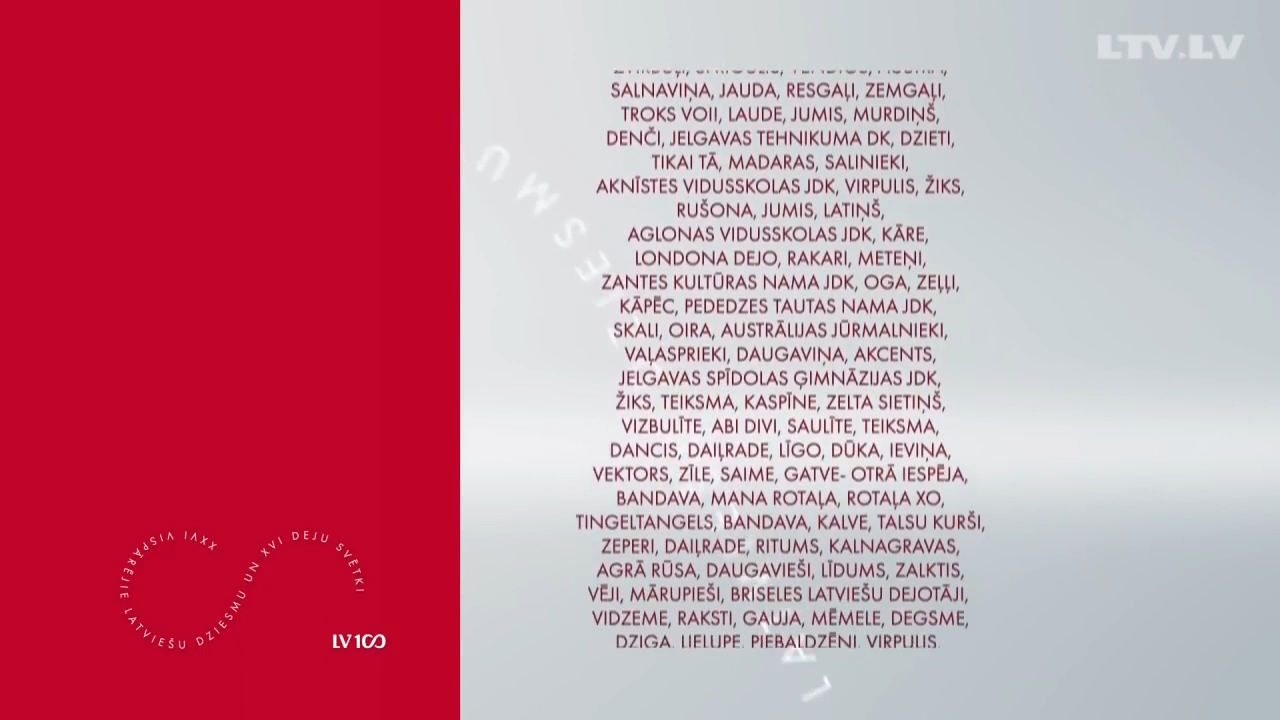 LTV.LV
SALNAVIŅA, JAUDA, RESGAĻI, ZEMGAĻI,
TROKS VOII, LAUDE, JUMIS, MURDIŅŠ,
DENČI, JELGAVAS TEHNIKUMA DK, DZIETI,
TIKAI TĀ, MADARAS, SALINIEKI,
AKNĪSTES VIDUSSKOLAS JDK, VIRPULIS, ŽIKS,
RUŠONA, JUMIS, LATIŅŠ,
AGLONAS VIDUSSKOLAS JDK, KĀRE,
LONDONA DEJO, RAKARI, METEŅI,
ZANTES KULTŪRAS NAMA JDK, OGA, ZEĻĻI,
KĀPĒC, PEDEDZES TAUTAS NAMA JDK,
SKALI, OIRA, AUSTRĀLIJAS JŪRMALNIEKI,
VAĻASPRIEKI, DAUGAVIŅA, AKCENTS,
JELGAVAS SPĪDOLAS ĢIMNĀZIJAS JDK,
ŽIKS, TEIKSMA, KASPĪNE, ZELTA SIETIŅŠ,
VIZBULĪTE, ABI DIVI, SAULĪTE, TEIKSMA,
DANCIS, DAIĻRADE, LĪGO, DŪKA, IEVIŅA,
VEKTORS, ZĪLE, SAIME, GATVE- OTRĀ IESPĒJA,
BANDAVA, MANA ROTAĻA, ROTAĻA XO,
TINGELTANGELS, BANDAVA, KALVE, TALSU KURŠI,
ZEPERI, DAIĻRADE, RITUMS, KALNAGRAVAS,
AGRĀ RŪSA, DAUGAVIEŠI, LĪDUMS, ZALKTIS,
VĒJI, MĀRUPIEŠI, BRISELES LATVIEŠU DEJOTĀJI,
VIDZEME, RAKSTI, GAUJA, MĒMELE, DEGSME,
DZIGA, LIELUPE, PIEBALDZĒNI, VIRPULIS,
XXVI VISPĀRĒJIE LATVIEŠU DZIESMU UN XVI DEJU SVĒTKI
LV100